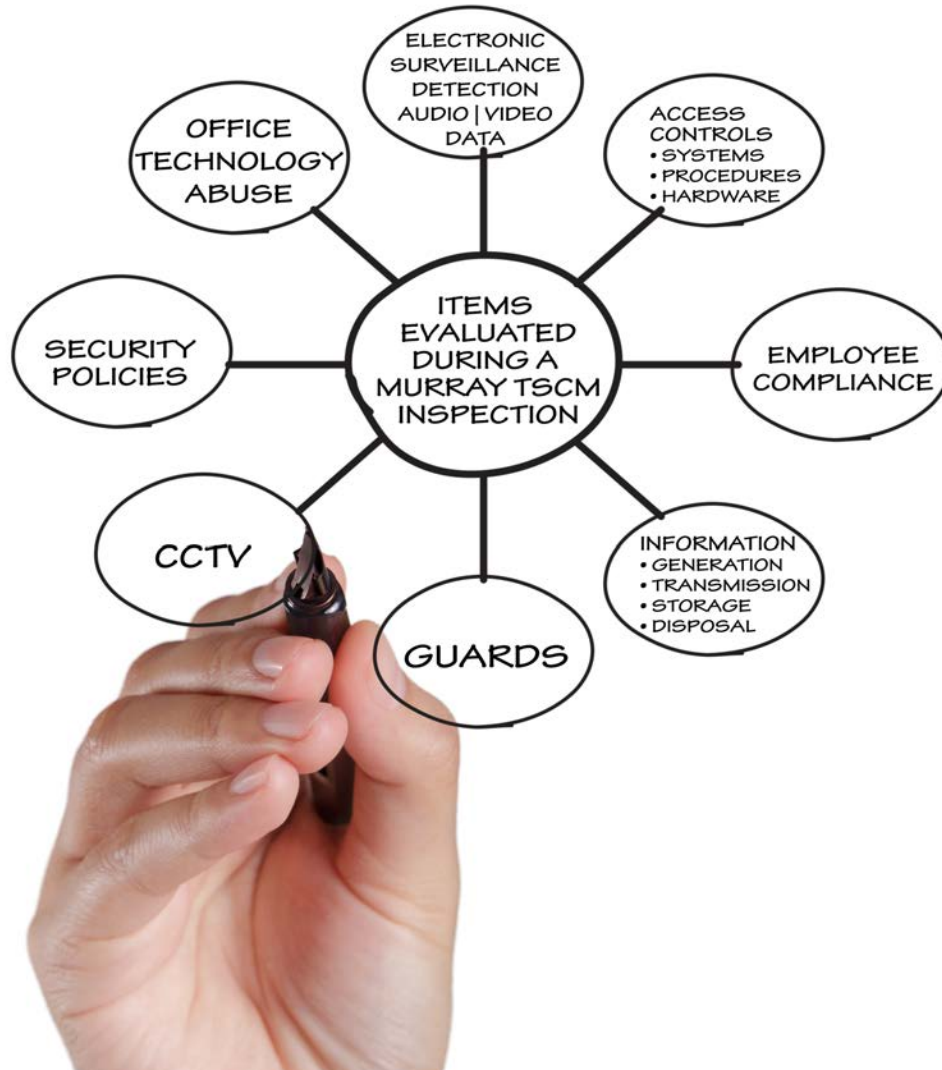 ELECTRONIC
SURVEILLANCE
DETECTION
AUDIO | VIDEO
DATA
OFFICE
TECHNOLOGY
ABUSE
ACCESS
CONTROLS
• SYSTEMS
• PROCEDURES
• HARDWARE
ITEMS
EVALUATED
DURING A
MURRAY TSCM
INSPECTION
SECURITY
POLICIES
EMPLOYEE
COMPLIANCE
CCTV
INFORMATION
• GENERATION
• TRANSMISSION
• STORAGE
• DISPOSAL
GUARDS